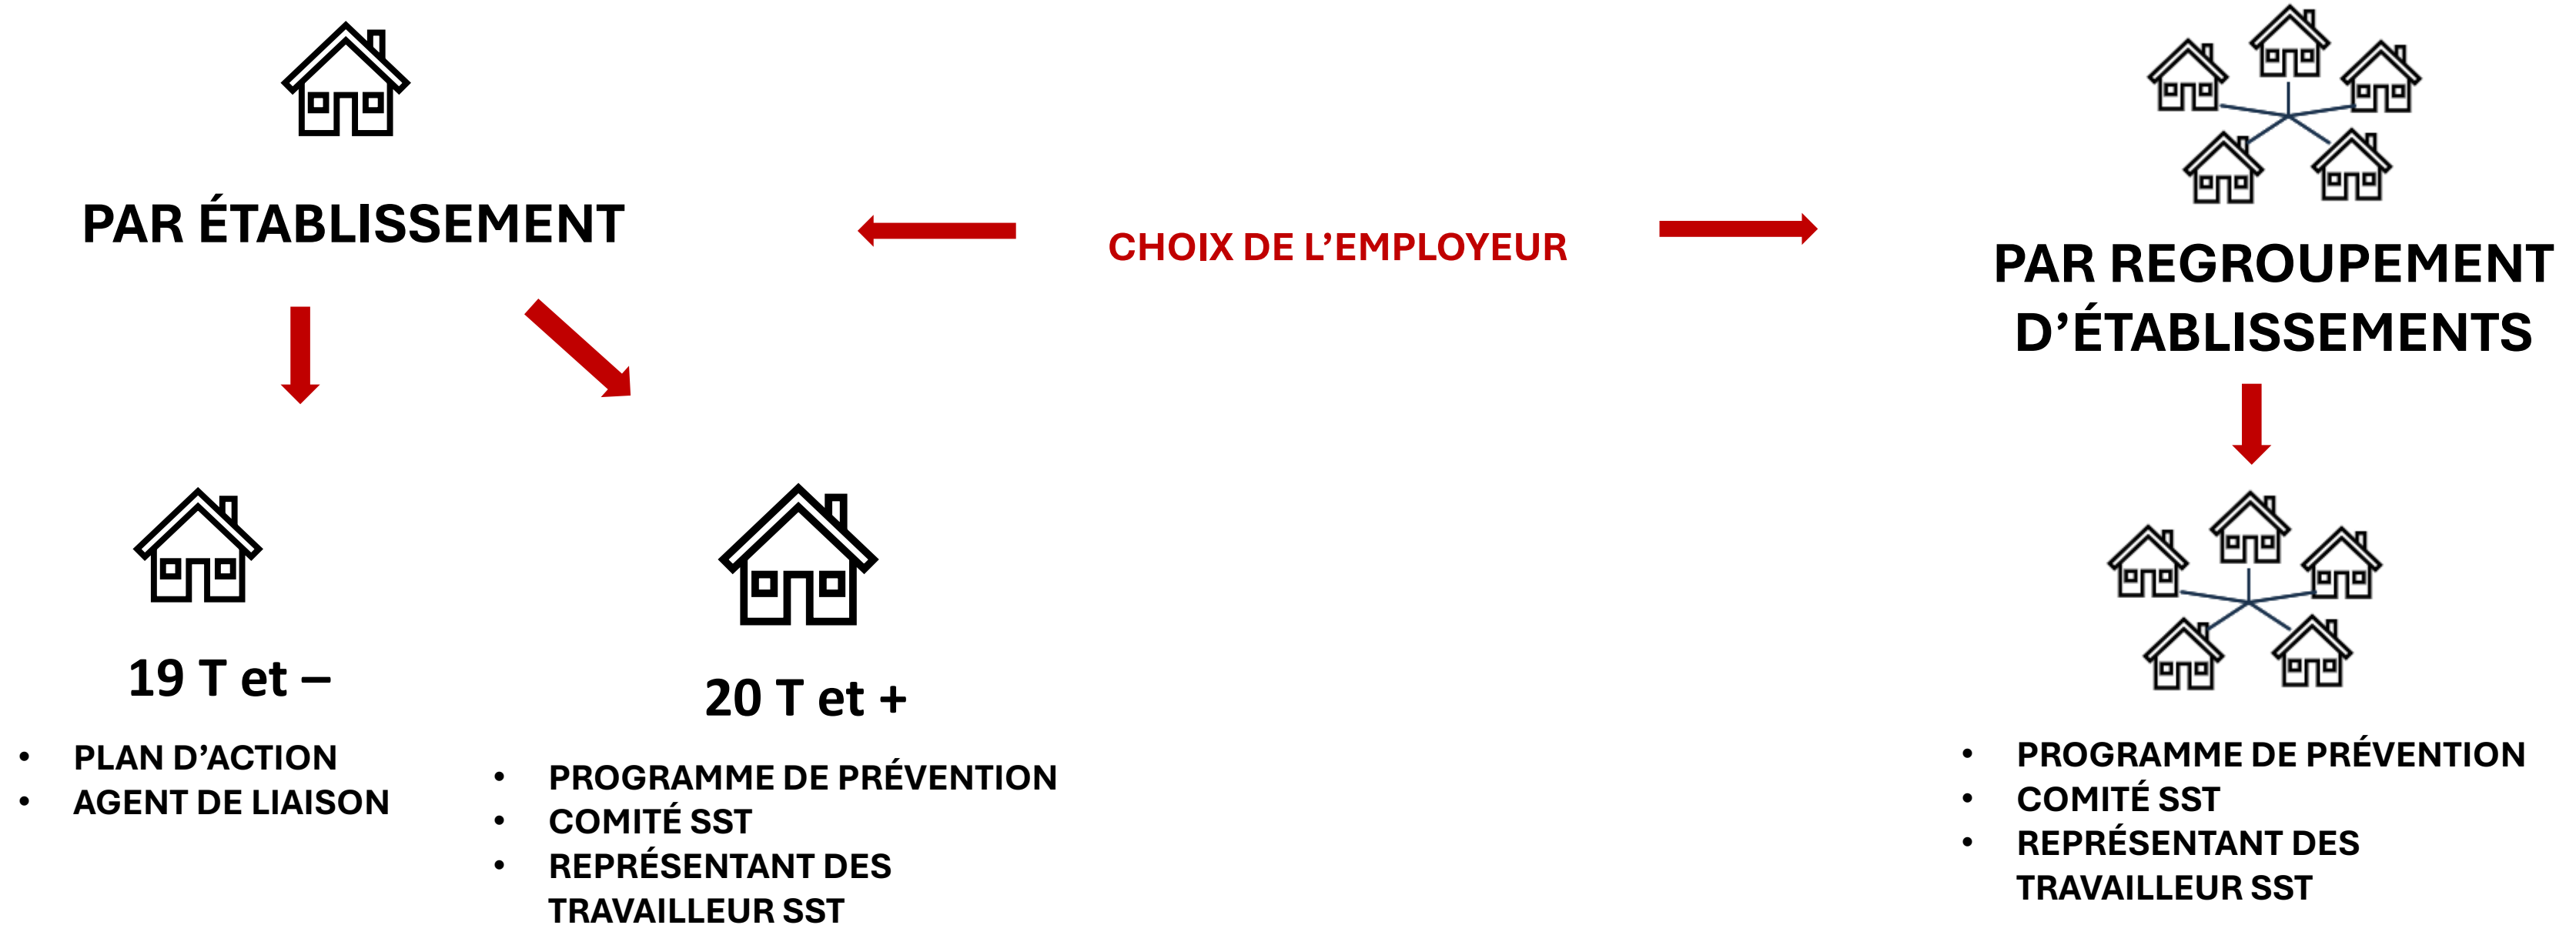 PAR ÉTABLISSEMENT
CHOIX DE L’EMPLOYEUR
PAR REGROUPEMENT
D’ÉTABLISSEMENTS
19 T et –
• PLAN D’ACTION
• AGENT DE LIAISON
20 T et +
• PROGRAMME DE PRÉVENTION
• COMITÉ SST
• REPRÉSENTANT DES
TRAVAILLEUR SST
• PROGRAMME DE PRÉVENTION
• COMITÉ SST
• REPRÉSENTANT DES
TRAVAILLEUR SST